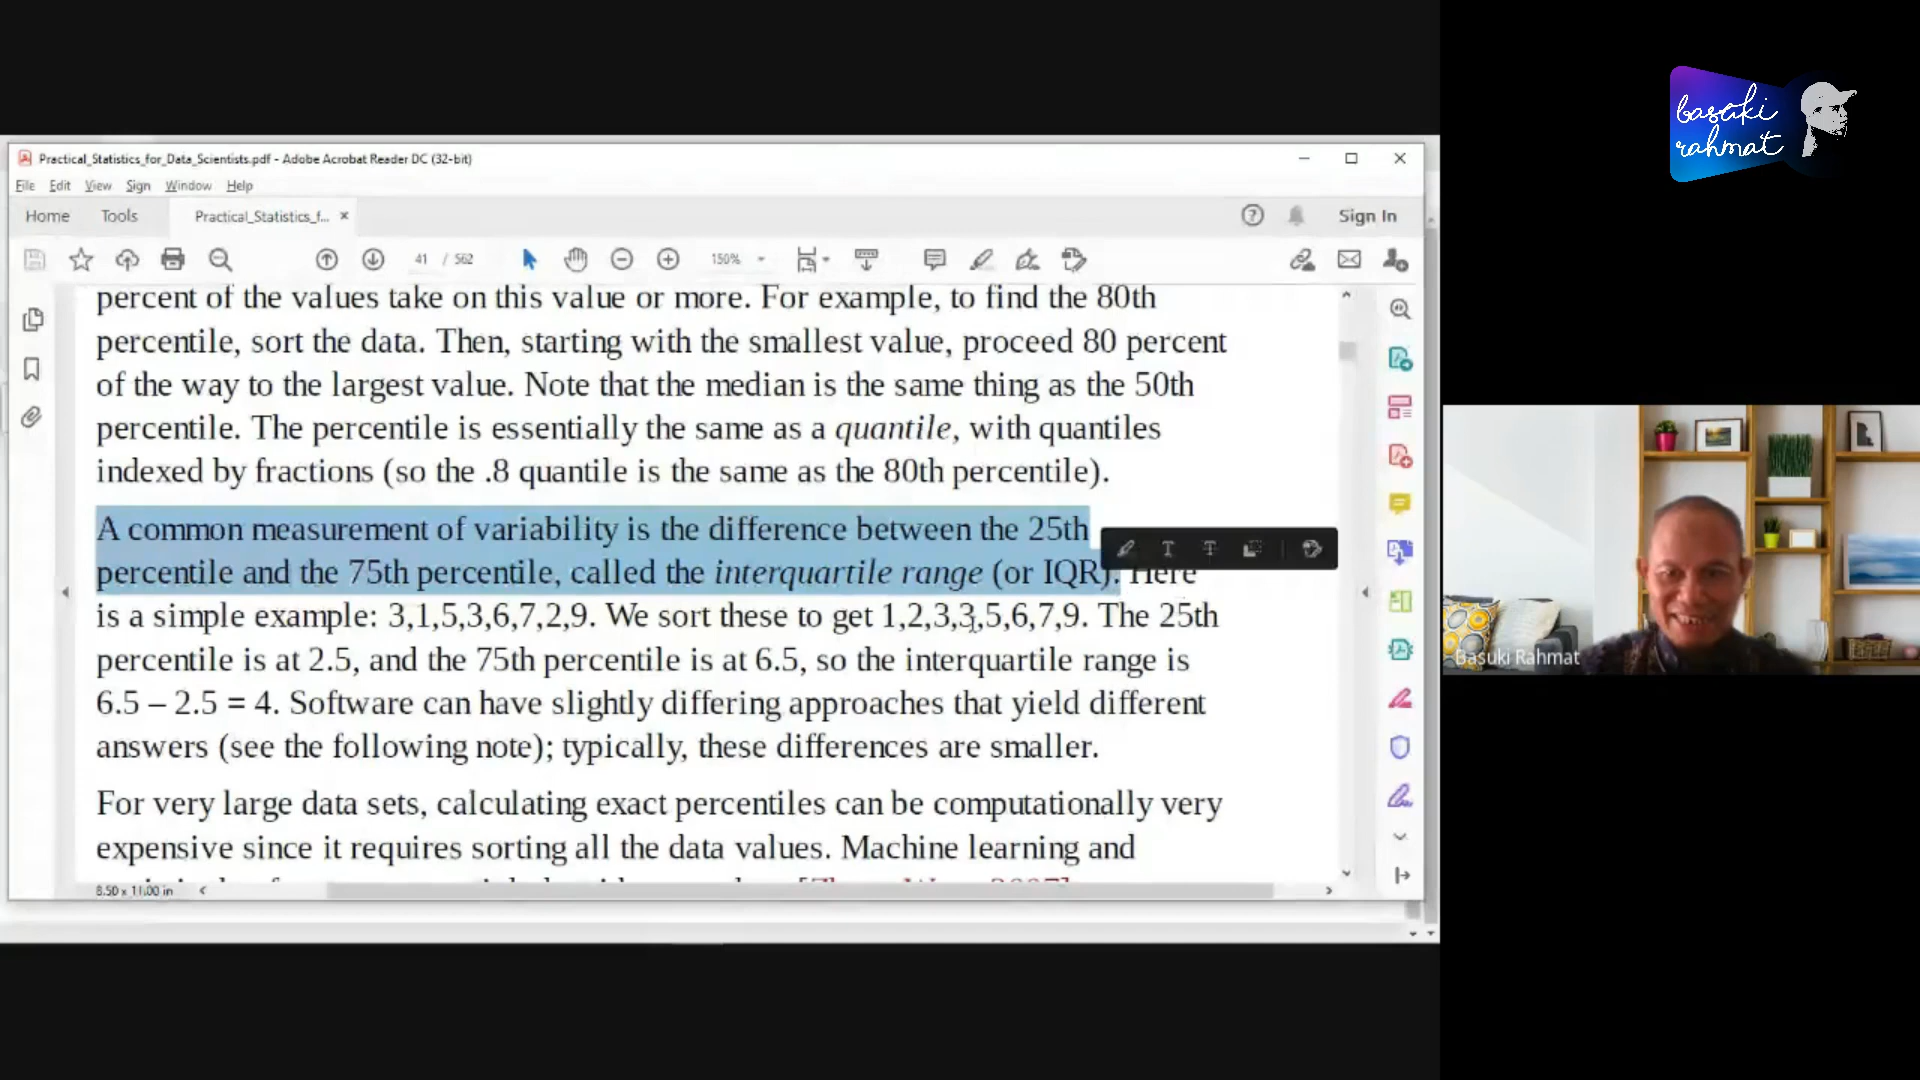 basuki
rahmat
Practical_Statistics_for_Data_Scientists.pdf - Adobe Acrobat Reader DC (32-bit)
File Edit View Sign Window Help
Home Tools Practical_Statistics_f... × Sign In
41 / 562 150%
percent of the values take on this value or more. For example, to find the 80th
percentile, sort the data. Then, starting with the smallest value, proceed 80 percent
of the way to the largest value. Note that the median is the same thing as the 50th
percentile. The percentile is essentially the same as a quantile, with quantiles
indexed by fractions (so the .8 quantile is the same as the 80th percentile).
A common measurement of variability is the difference between the 25th
percentile and the 75th percentile, called the interquartile range (or IQR). Here
is a simple example: 3,1,5,3,6,7,2,9. We sort these to get 1,2,3,3,5,6,7,9. The 25th
percentile is at 2.5, and the 75th percentile is at 6.5, so the interquartile range is
6.5 – 2.5 = 4. Software can have slightly differing approaches that yield different
answers (see the following note); typically, these differences are smaller.
For very large data sets, calculating exact percentiles can be computationally very
expensive since it requires sorting all the data values. Machine learning and
8.50 x 11.00 in
Basuki Rahmat